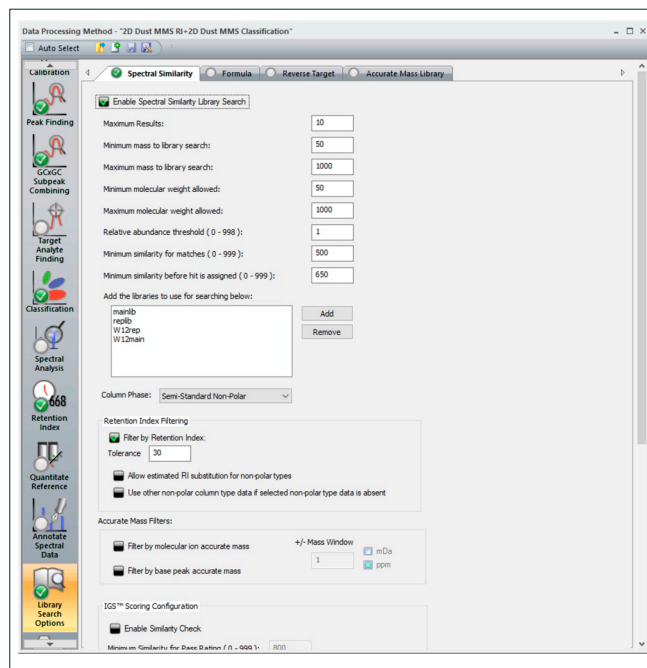 Data Processing Method - "2D Dust MMS RI+2D Dust MMS Classification"
Auto Select
Calibration
Peak Finding
GCxGC
Subpeak
Combining
Target
Analyte
Finding
Classification
Spectral
Analysis
668
Retention
Index
Quantitate
Reference
Annotate
Spectral
Data
Library
Search
Options
Spectral Similarity Formula Reverse Target Accurate Mass Library
Enable Spectral Similarity Library Search
Maximum Results: 10
Minimum mass to library search: 50
Maximum mass to library search: 1000
Minimum molecular weight allowed: 50
Maximum molecular weight allowed: 1000
Relative abundance threshold ( 0 - 998 ): 1
Minimum similarity for matches ( 0 - 999 ): 500
Minimum similarity before hit is assigned ( 0 - 999 ): 650
Add the libraries to use for searching below:
mainlib
replib
W12rep
W12main
Add
Remove
Column Phase: Semi-Standard Non-Polar
Retention Index Filtering
Filter by Retention Index:
Tolerance 30
Allow estimated RI substitution for non-polar types
Use other non-polar column type data if selected non-polar type data is absent
Accurate Mass Filters:
Filter by molecular ion accurate mass
Filter by base peak accurate mass
+/- Mass Window
1
mDa
ppm
IGS™ Scoring Configuration
Enable Similarity Check
Minimum Similarity for Pass Rating ( 0 - 999 ): 800